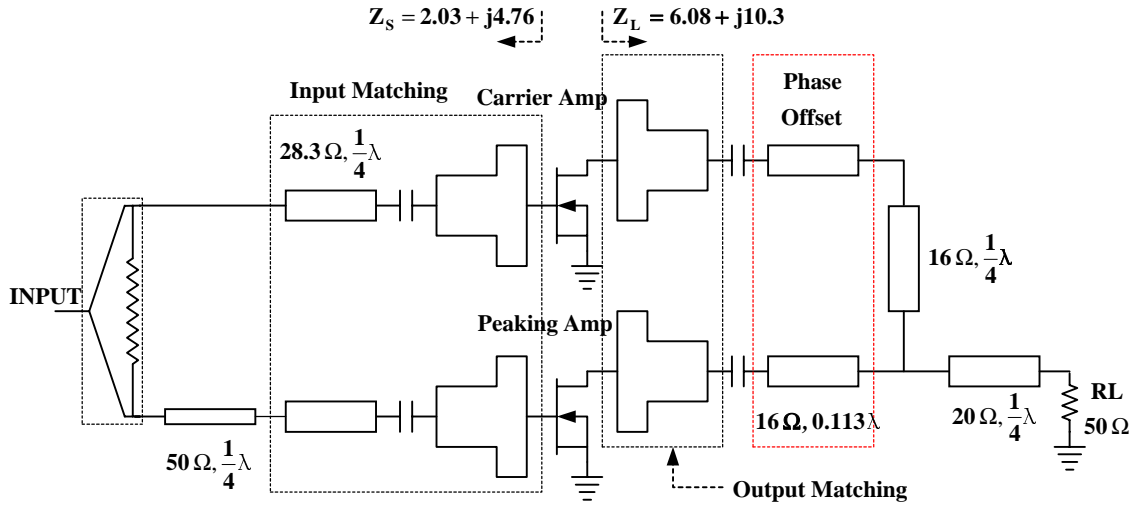 Z_S = 2.03 + j4.76
Z_L = 6.08 + j10.3
Input Matching
Carrier Amp
Phase
Offset
28.3 Ω, 1/4 λ
16 Ω, 1/4 λ
INPUT
Peaking Amp
50 Ω, 1/4 λ
16 Ω, 0.113 λ
20 Ω, 1/4 λ
RL
50 Ω
Output Matching